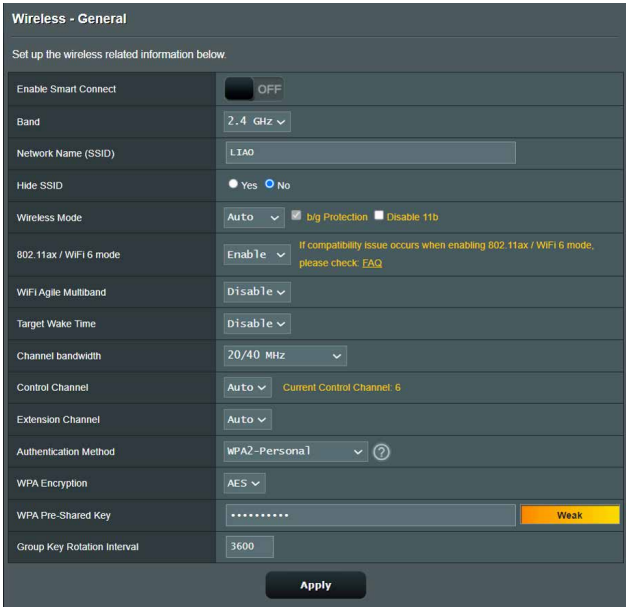 Wireless - General
Set up the wireless related information below.
Enable Smart Connect OFF
Band 2.4 GHz
Network Name (SSID) LIAO
Hide SSID Yes No
Wireless Mode Auto b/g Protection Disable 11b
802.11ax / WiFi 6 mode Enable If compatibility issue occurs when enabling 802.11ax / WiFi 6 mode,
please check: FAQ
WiFi Agile Multiband Disable
Target Wake Time Disable
Channel bandwidth 20/40 MHz
Control Channel Auto Current Control Channel: 6
Extension Channel Auto
Authentication Method WPA2-Personal ?
WPA Encryption AES
WPA Pre-Shared Key •••••••••• Weak
Group Key Rotation Interval 3600
Apply